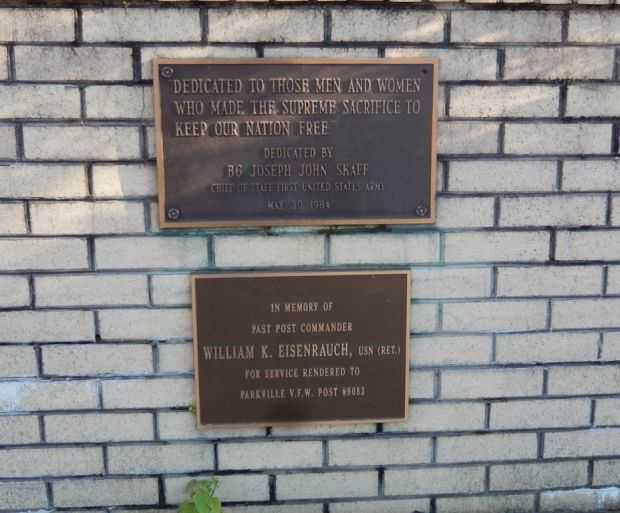 DEDICATED TO THOSE MEN AND WOMEN
WHO MADE THE SUPREME SACRIFICE TO
KEEP OUR NATION FREE
DEDICATED BY
BG JOSEPH JOHN SKAFF
CHIEF OF STAFF FIRST UNITED STATES ARMY
MAY 30, 1984
IN MEMORY OF
PAST POST COMMANDER
WILLIAM K. EISENRAUCH, USN (RET.)
FOR SERVICE RENDERED TO
PARKVILLE V.F.W. POST #9083